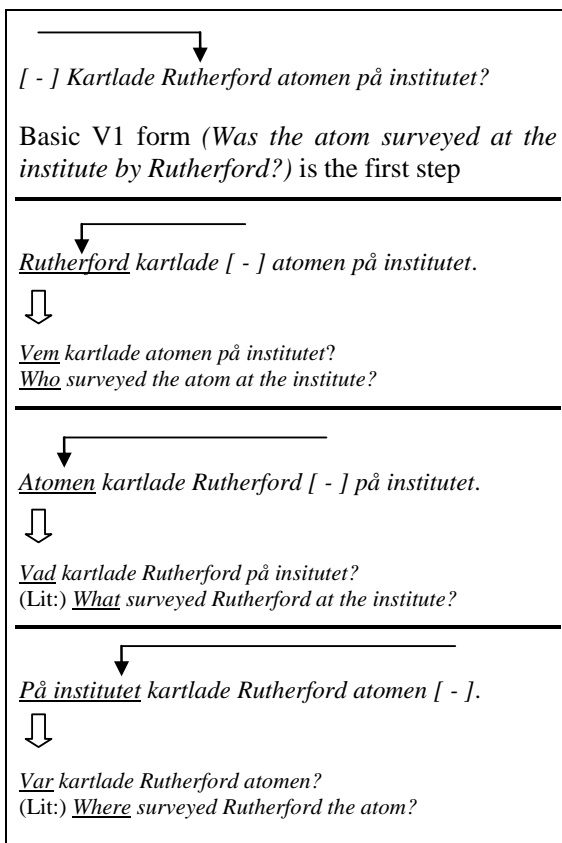 [ - ] Kartlade Rutherford atomen på institutet?
Basic V1 form (Was the atom surveyed at the
institute by Rutherford?) is the first step
Rutherford kartlade [ - ] atomen på institutet.
Vem kartlade atomen på institutet?
Who surveyed the atom at the institute?
Atomen kartlade Rutherford [ - ] på institutet.
Vad kartlade Rutherford på insitutet?
(Lit:) What surveyed Rutherford at the institute?
På institutet kartlade Rutherford atomen [ - ].
Var kartlade Rutherford atomen?
(Lit:) Where surveyed Rutherford the atom?